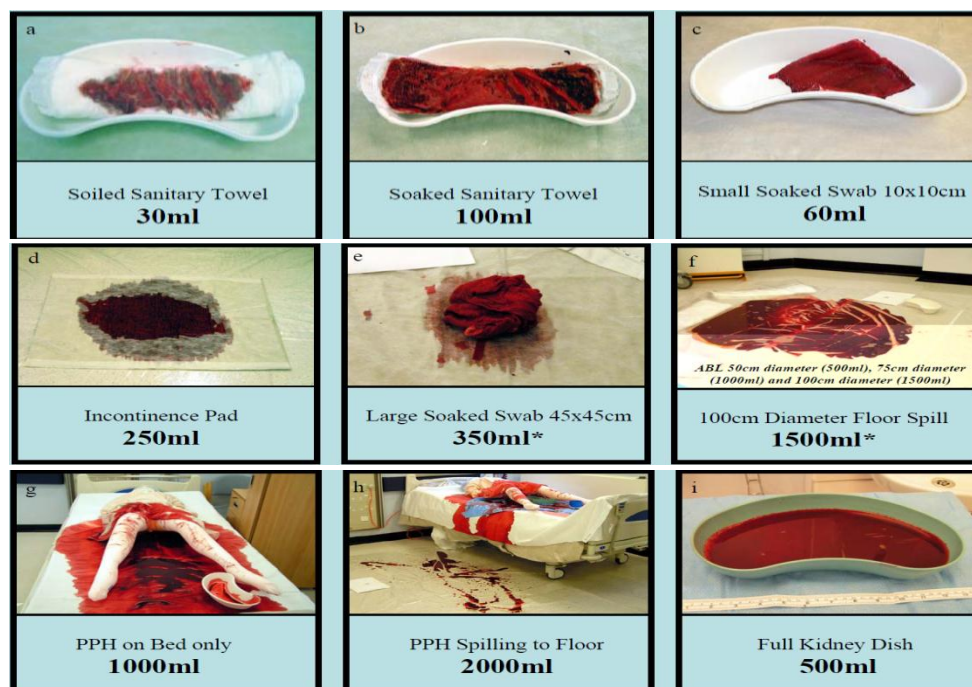 a
Soiled Sanitary Towel
30ml
b
Soaked Sanitary Towel
100ml
c
Small Soaked Swab 10x10cm
60ml
d
Incontinence Pad
250ml
e
Large Soaked Swab 45x45cm
350ml*
f
ABL 50cm diameter (500ml), 75cm diameter
(1000ml) and 100cm diameter (1500ml)
100cm Diameter Floor Spill
1500ml*
g
PPH on Bed only
1000ml
h
PPH Spilling to Floor
2000ml
i
Full Kidney Dish
500ml